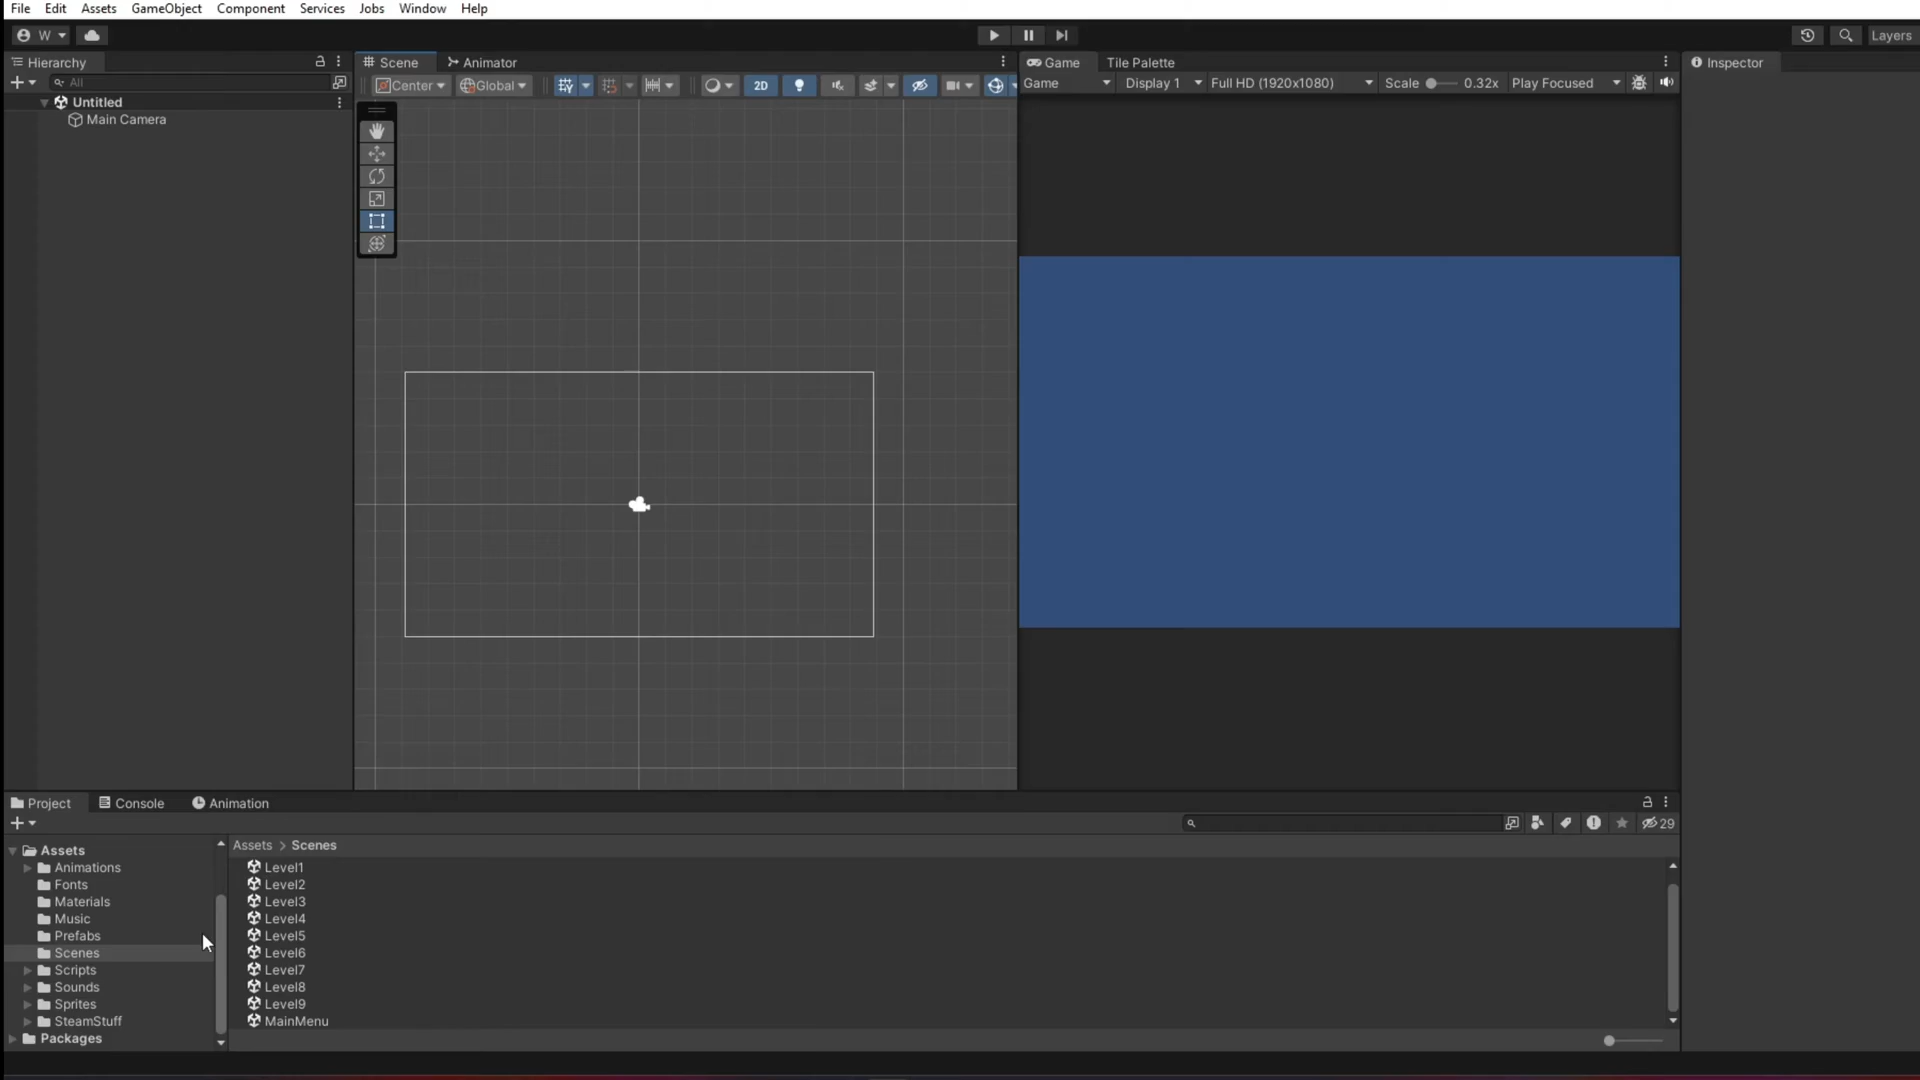 File Edit Assets GameObject Component Services Jobs Window Help
W Layers
Hierarchy Scene Animator Game Tile Palette Inspector
All Center Global 2D Game Display 1 Full HD (1920x1080) Scale 0.32x Play Focused
Untitled
Main Camera
Project Console Animation
29
Assets Assets > Scenes
Animations Level1
Fonts Level2
Materials Level3
Music Level4
Prefabs Level5
Scenes Level6
Scripts Level7
Sounds Level8
Sprites Level9
SteamStuff MainMenu
Packages